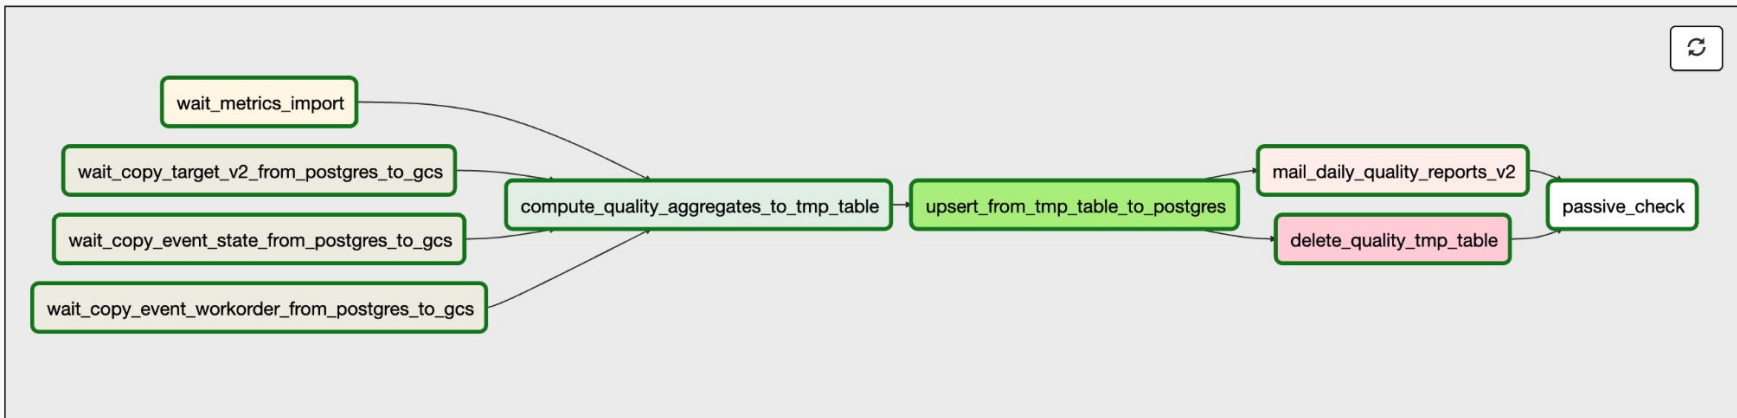 wait_metrics_import
wait_copy_target_v2_from_postgres_to_gcs
wait_copy_event_state_from_postgres_to_gcs
wait_copy_event_workorder_from_postgres_to_gcs
compute_quality_aggregates_to_tmp_table
upsert_from_tmp_table_to_postgres
mail_daily_quality_reports_v2
delete_quality_tmp_table
passive_check